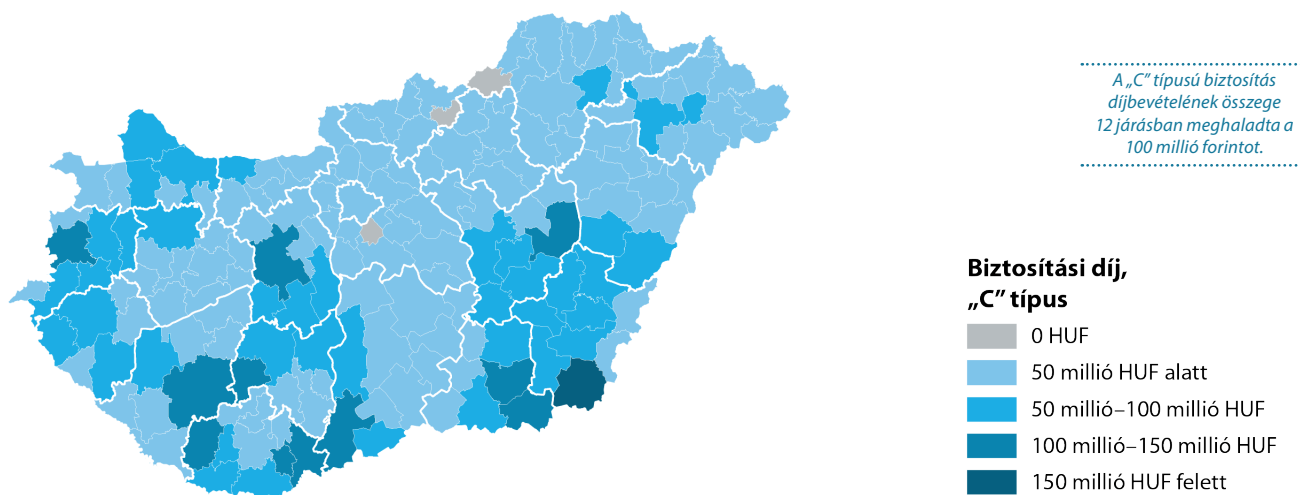 A „C” típusú biztosítás
díjbevételének összege
12 járásban meghaladta a
100 millió forintot.
Biztosítási díj,
„C” típus
0 HUF
50 millió HUF alatt
50 millió–100 millió HUF
100 millió–150 millió HUF
150 millió HUF felett